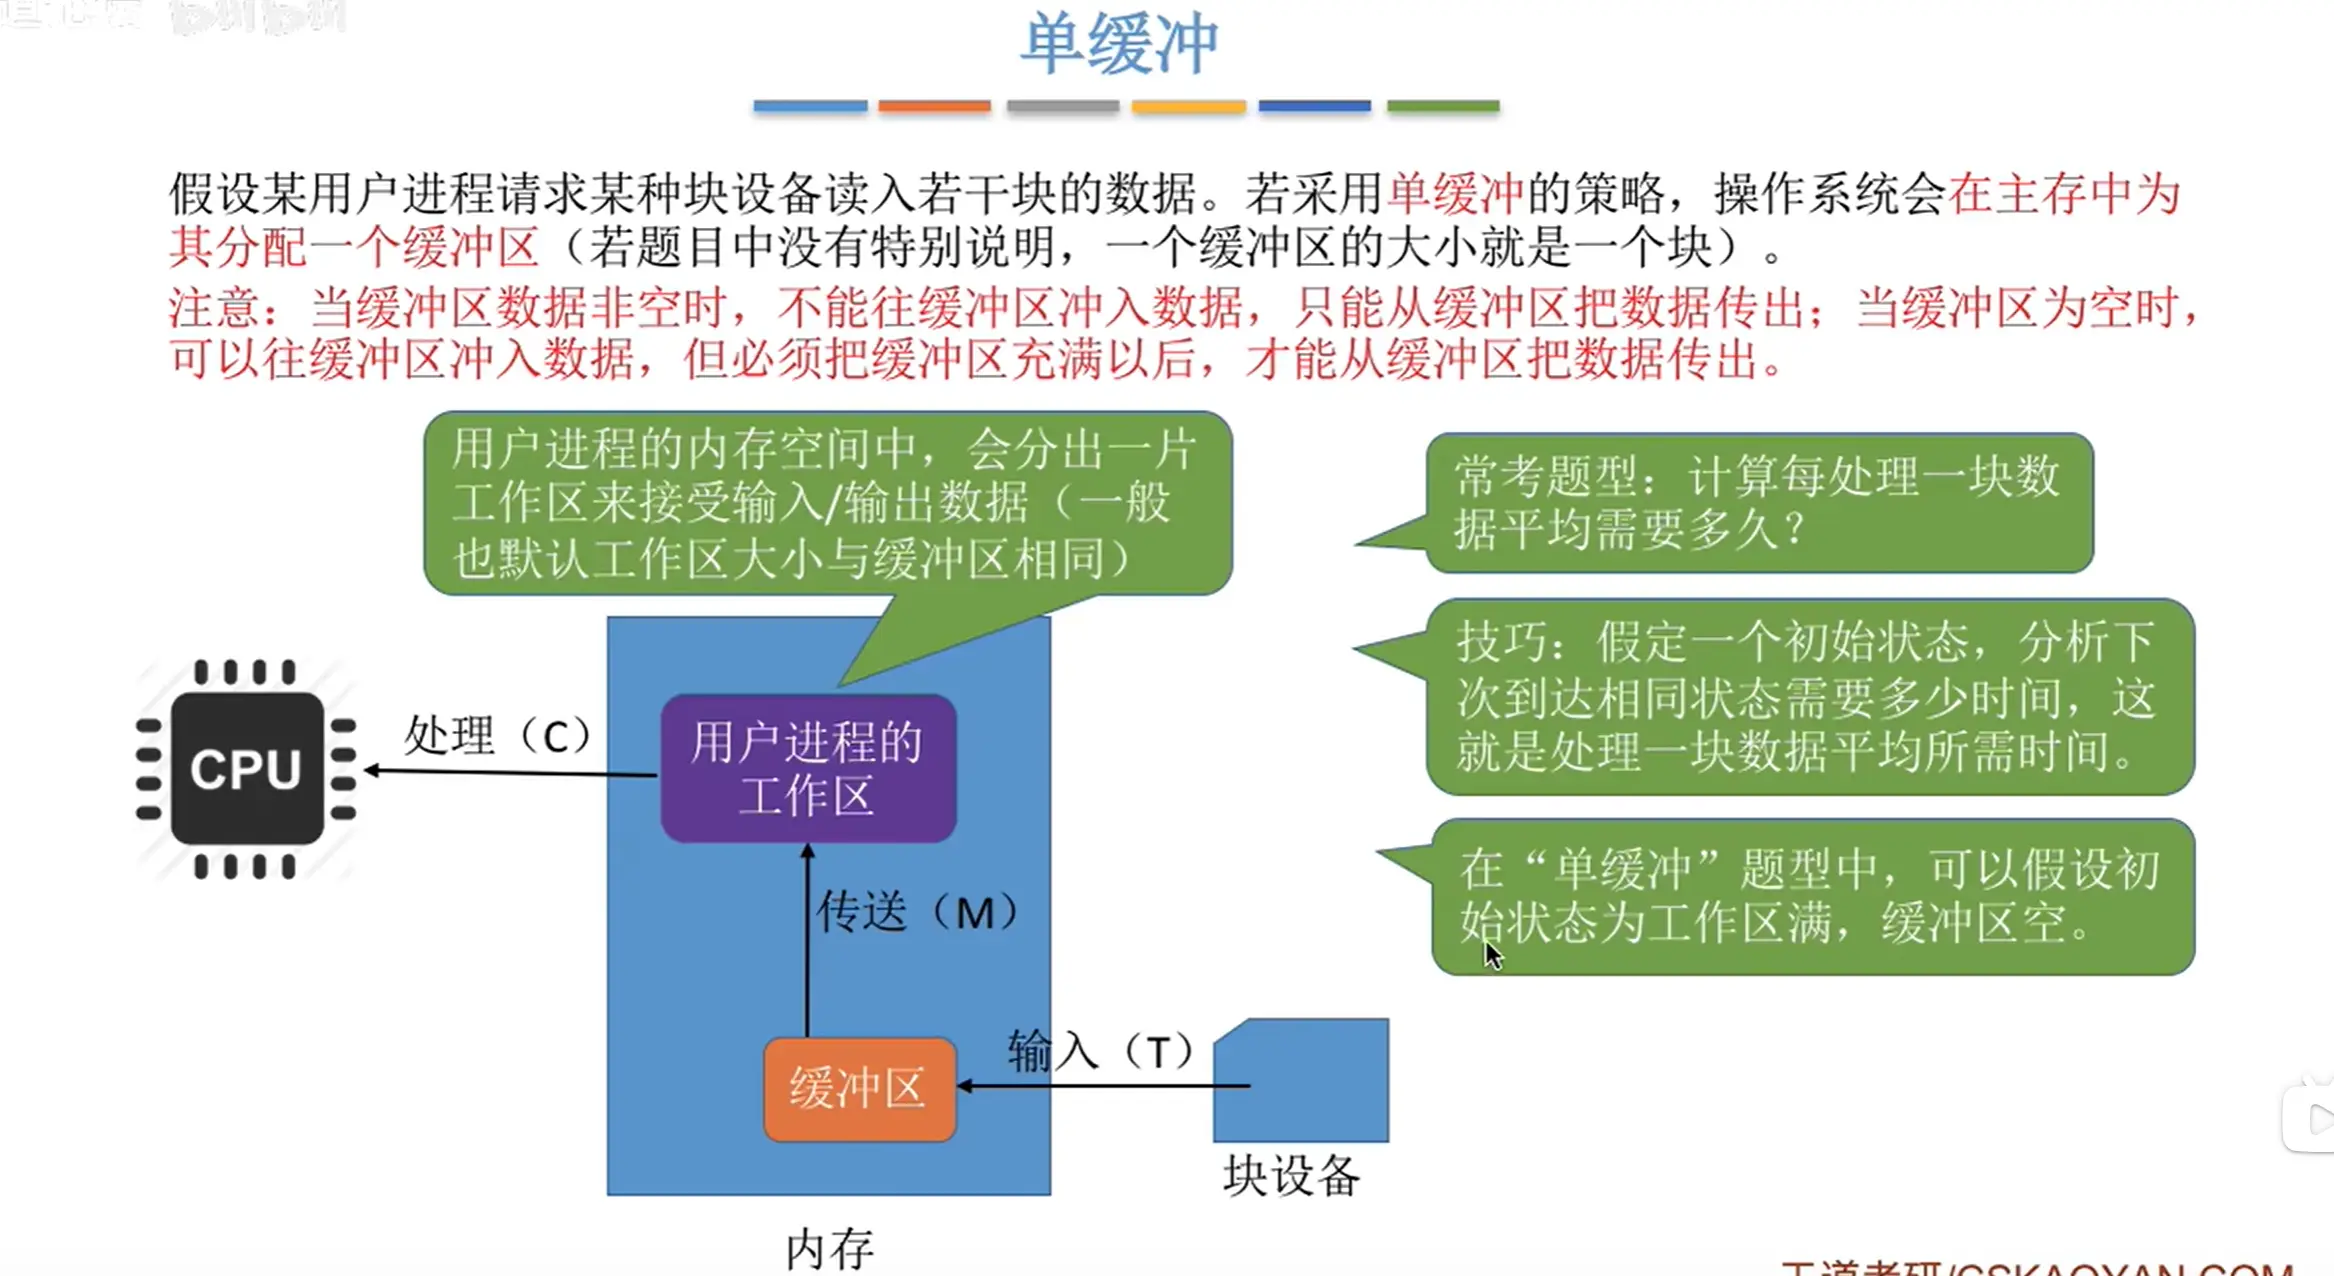 单缓冲
假设某用户进程请求某种块设备读入若干块的数据。若采用单缓冲的策略，操作系统会在主存中为
其分配一个缓冲区（若题目中没有特别说明，一个缓冲区的大小就是一个块）。
注意：当缓冲区数据非空时，不能往缓冲区冲入数据，只能从缓冲区把数据传出；当缓冲区为空时，
可以往缓冲区冲入数据，但必须把缓冲区充满以后，才能从缓冲区把数据传出。
用户进程的内存空间中，会分出一片
工作区来接受输入/输出数据（一般
也默认工作区大小与缓冲区相同）
常考题型：计算每处理一块数
据平均需要多久？
技巧：假定一个初始状态，分析下
次到达相同状态需要多少时间，这
就是处理一块数据平均所需时间。
在“单缓冲”题型中，可以假设初
始状态为工作区满，缓冲区空。
CPU
处理（C）
用户进程的
工作区
传送（M）
缓冲区
输入（T）
块设备
内存
王道考研/CSKAOYAN.COM